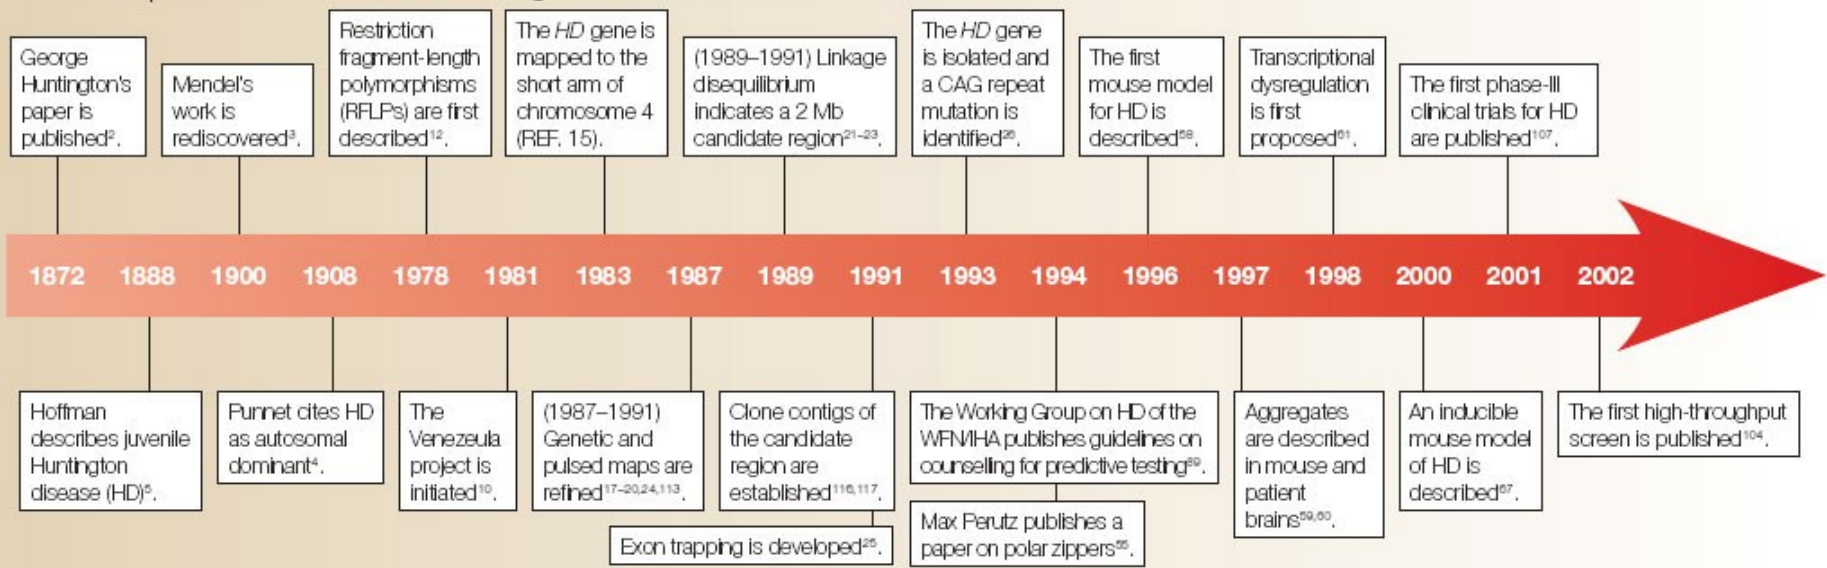 George
Huntington's
paper is
published².
Mendel's
work is
rediscovered³.
Restriction
fragment-length
polymorphisms
(RFLPs) are first
described¹².
The HD gene is
mapped to the
short arm of
chromosome 4
(REF. 15).
(1989–1991) Linkage
disequilibrium
indicates a 2 Mb
candidate region²¹⁻²³.
The HD gene
is isolated and
a CAG repeat
mutation is
identified²⁶.
The first
mouse model
for HD is
described⁵⁸.
Transcriptional
dysregulation
is first
proposed⁶¹.
The first phase-III
clinical trials for HD
are published¹⁰⁷.
1872 1888 1900 1908 1978 1981 1983 1987 1989 1991 1993 1994 1996 1997 1998 2000 2001 2002
Hoffman
describes juvenile
Huntington
disease (HD)⁵.
Punnet cites HD
as autosomal
dominant⁴.
The
Venezeula
project is
initiated¹⁰.
(1987–1991)
Genetic and
pulsed maps are
refined¹⁷⁻²⁰,²⁴,¹¹³.
Clone contigs of
the candidate
region are
established¹¹⁶,¹¹⁷.
Exon trapping is developed²⁵.
The Working Group on HD of the
WFN/IHA publishes guidelines on
counselling for predictive testing⁸⁹.
Max Perutz publishes a
paper on polar zippers⁵⁵.
Aggregates
are described
in mouse and
patient
brains⁵⁹,⁶⁰.
An inducible
mouse model
of HD is
described⁶⁷.
The first high-throughput
screen is published¹⁰⁴.